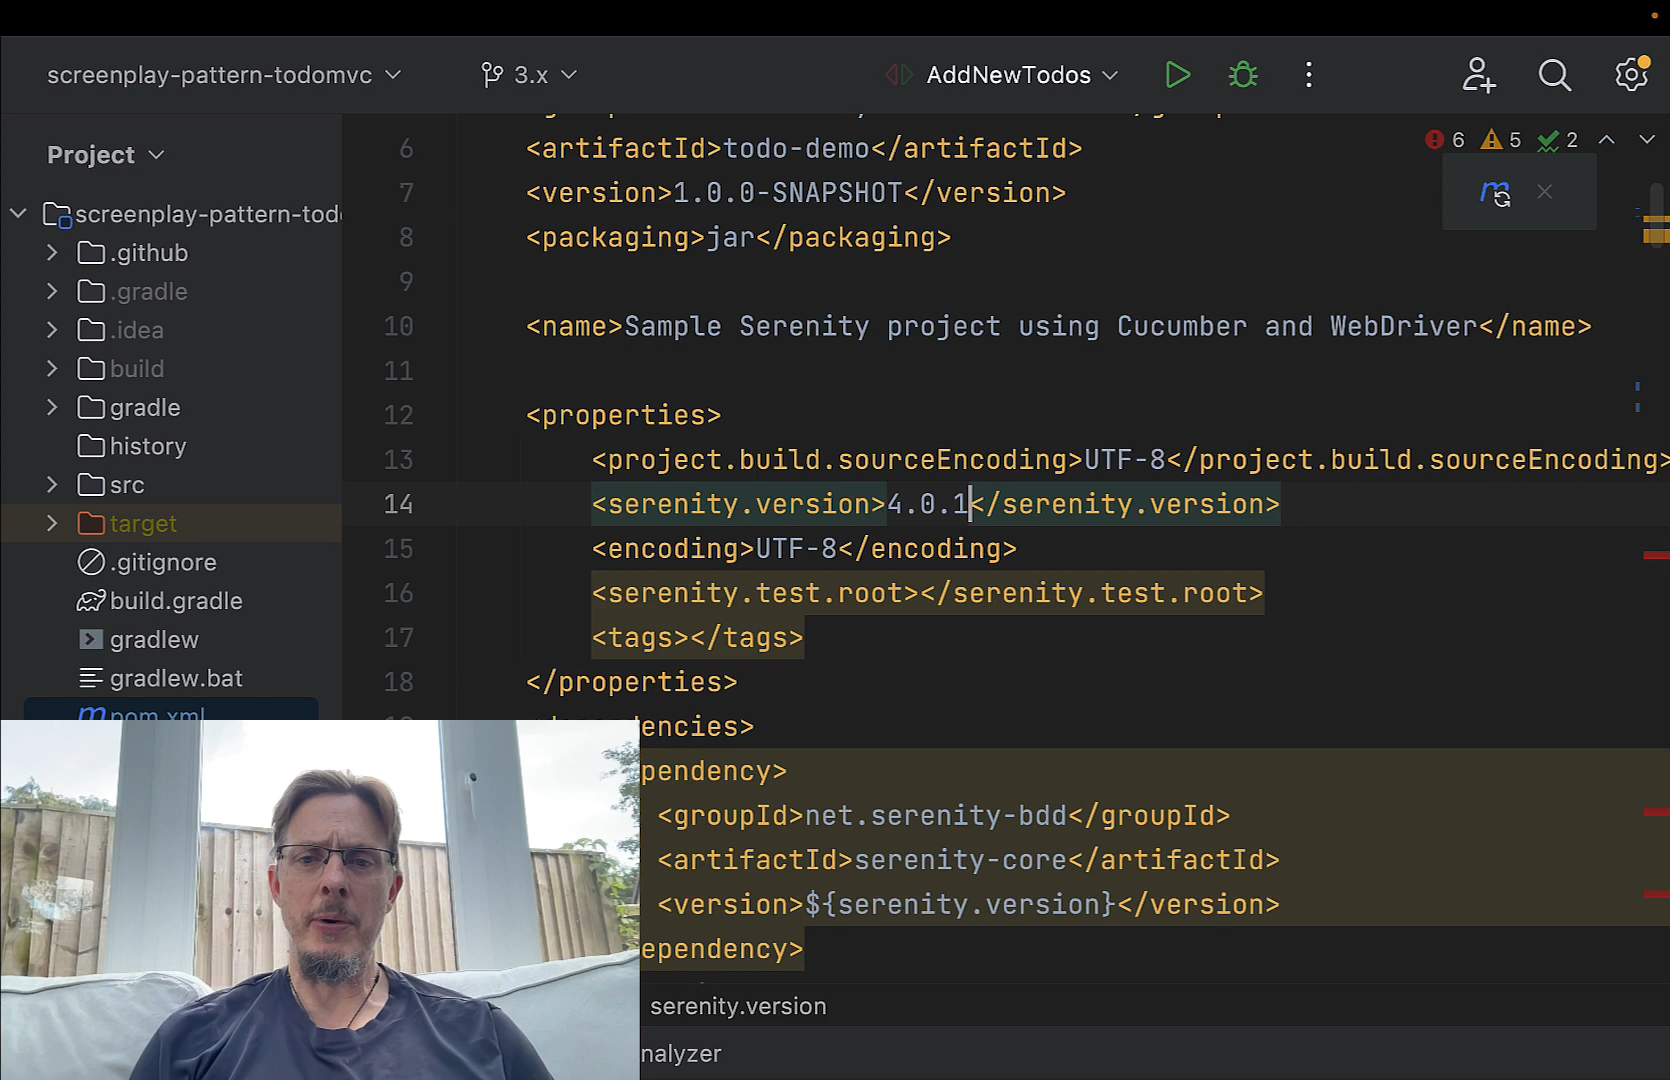 screenplay-pattern-todomvc
3.x
AddNewTodos
Project
6 5 2
screenplay-pattern-tod
.github
.gradle
.idea
build
gradle
history
src
target
.gitignore
build.gradle
gradlew
gradlew.bat
pom.xml
6 <artifactId>todo-demo</artifactId>
7 <version>1.0.0-SNAPSHOT</version>
8 <packaging>jar</packaging>
9
10 <name>Sample Serenity project using Cucumber and WebDriver</name>
11
12 <properties>
13 <project.build.sourceEncoding>UTF-8</project.build.sourceEncoding>
14 <serenity.version>4.0.1</serenity.version>
15 <encoding>UTF-8</encoding>
16 <serenity.test.root></serenity.test.root>
17 <tags></tags>
18 </properties>
encies>
pendency>
<groupId>net.serenity-bdd</groupId>
<artifactId>serenity-core</artifactId>
<version>${serenity.version}</version>
ependency>
serenity.version
nalyzer